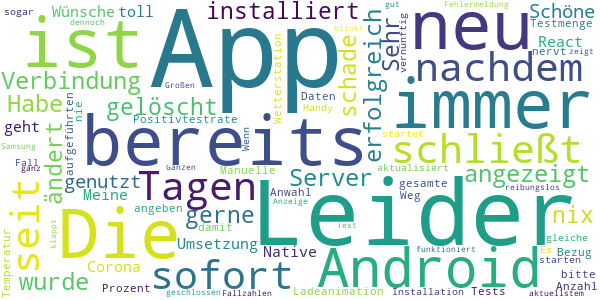 sogar
Wünsche toll
dennoch
installiert
blinkt
gut
Fehlermeldung
vernünftig
neu
Schöne
Testmenge
ist
App
Großen
Wetterstation
schade
erfolgreich
Sehr
React
nervt zeigt
nachdem
Verbindung
Habe
nie
gelöscht
Daten
Handy
immer
geht
ändert
aufgeführten
Positivtestrate
bereits
Wenn
startet
Samsung
Fall
ganz
genutzt
Manuelle
Ganzen
aktualisiert
schließt
seit
Meine
Tagen
Server
Anwahl
Weg
gesamte
reibungslos
angezeigt
Die
angeben
gerne
Anzeige
Leider
nix
klappt
damit
Text
gleiche
Umsetzung
Native
Es
Bezug
Temperatur
wurde
Corona
sofort
Android
funktioniert
starten
bitte
Prozent
geschlossen
Fallzahlen
Ladeanimation
Installation
Tests
Anzahl
aktuellstem